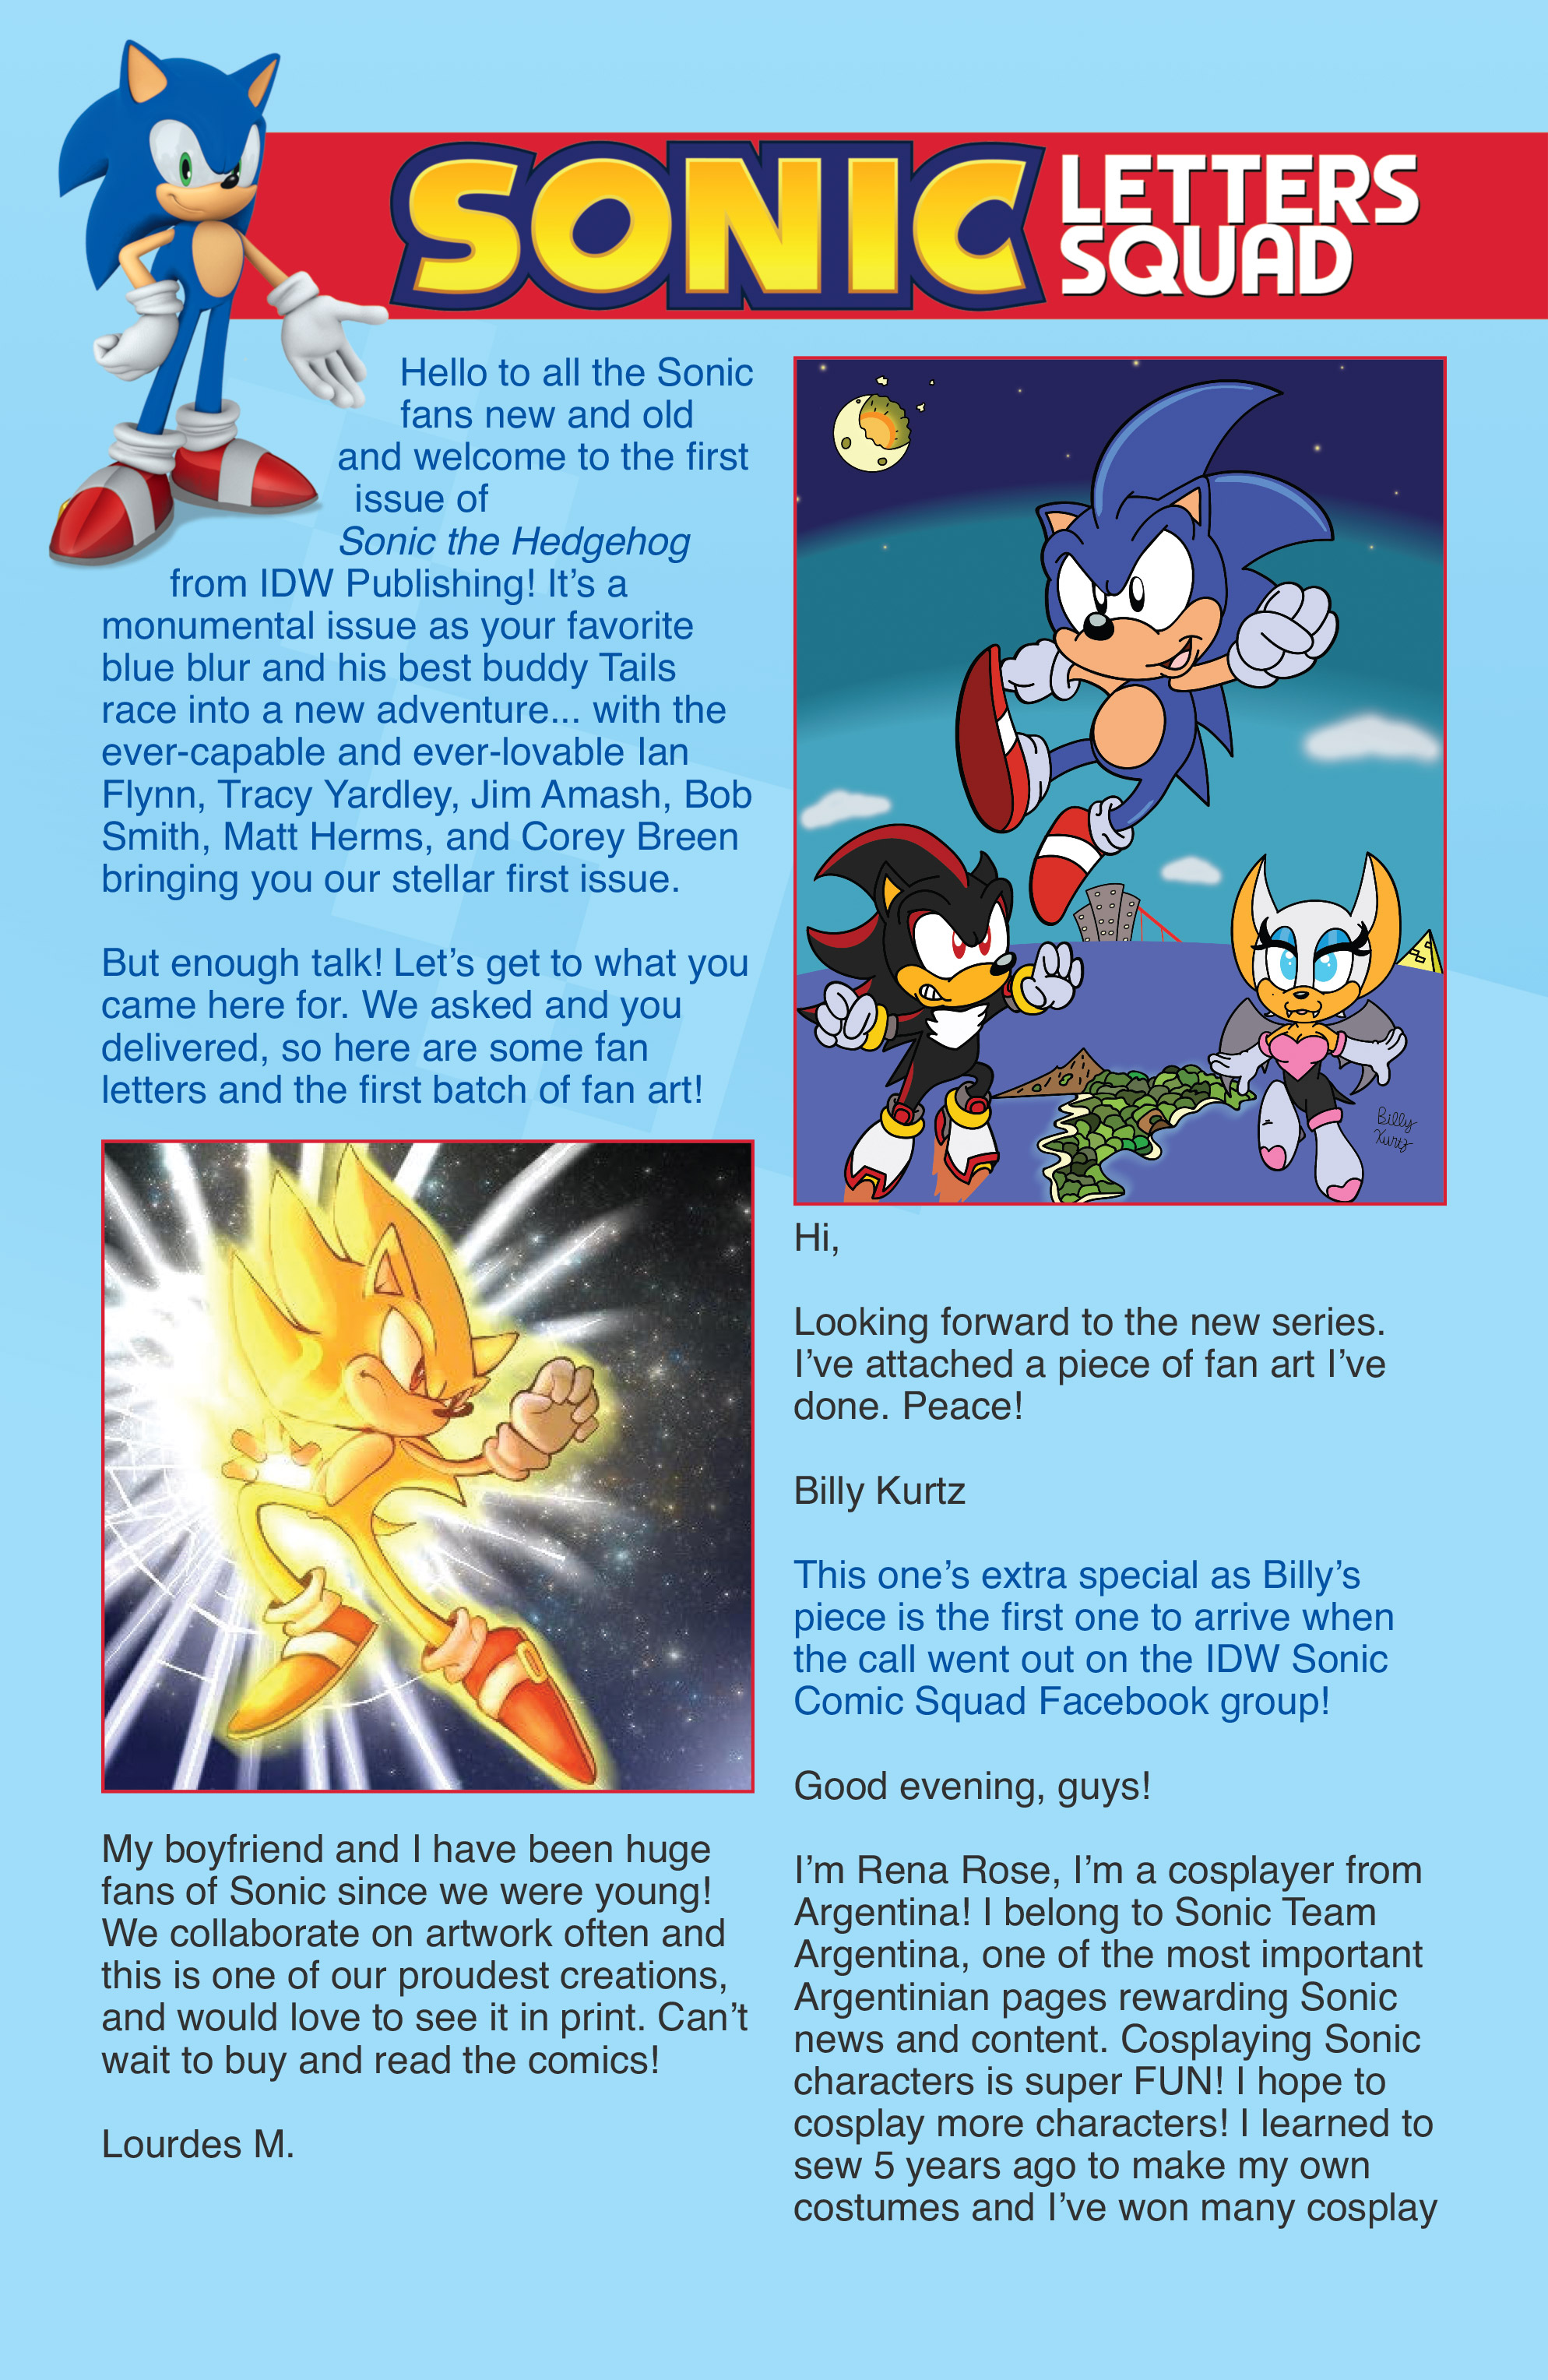 SONIC
LETTERS
SQUAD
Hello to all the Sonic
fans new and old
and welcome to the first
issue of
Sonic the Hedgehog
from IDW Publishing! It’s a
monumental issue as your favorite
blue blur and his best buddy Tails
race into a new adventure... with the
ever-capable and ever-lovable Ian
Flynn, Tracy Yardley, Jim Amash, Bob
Smith, Matt Herms, and Corey Breen
bringing you our stellar first issue.
But enough talk! Let’s get to what you
came here for. We asked and you
delivered, so here are some fan
letters and the first batch of fan art!
My boyfriend and I have been huge
fans of Sonic since we were young!
We collaborate on artwork often and
this is one of our proudest creations,
and would love to see it in print. Can’t
wait to buy and read the comics!
Lourdes M.
Billy
Kurtz
Hi,
Looking forward to the new series.
I’ve attached a piece of fan art I’ve
done. Peace!
Billy Kurtz
This one’s extra special as Billy’s
piece is the first one to arrive when
the call went out on the IDW Sonic
Comic Squad Facebook group!
Good evening, guys!
I’m Rena Rose, I’m a cosplayer from
Argentina! I belong to Sonic Team
Argentina, one of the most important
Argentinian pages rewarding Sonic
news and content. Cosplaying Sonic
characters is super FUN! I hope to
cosplay more characters! I learned to
sew 5 years ago to make my own
costumes and I’ve won many cosplay